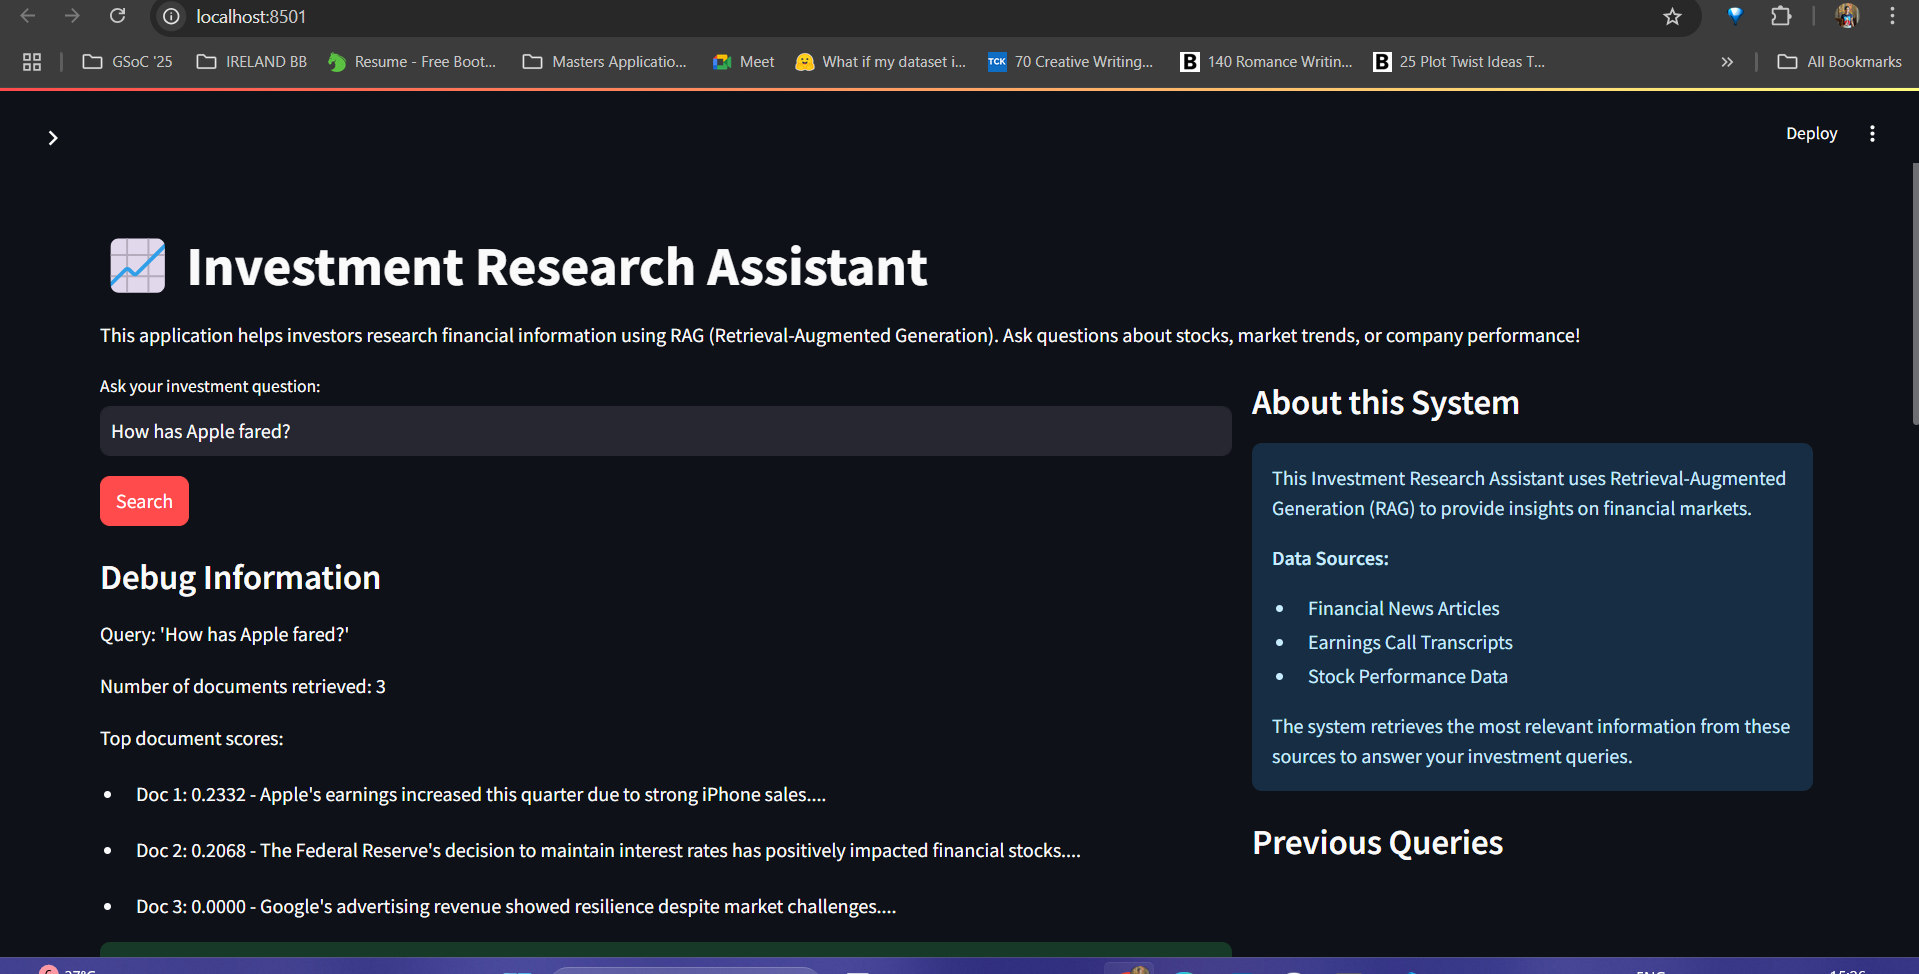 localhost:8501
GSoC '25
IRELAND BB
Resume - Free Boot...
Masters Applicatio...
Meet
What if my dataset i...
TCK
70 Creative Writing...
B
140 Romance Writin...
B
25 Plot Twist Ideas T...
»
All Bookmarks
Deploy
Investment Research Assistant
This application helps investors research financial information using RAG (Retrieval-Augmented Generation). Ask questions about stocks, market trends, or company performance!
Ask your investment question:
How has Apple fared?
Search
Debug Information
Query: 'How has Apple fared?'
Number of documents retrieved: 3
Top document scores:
• Doc 1: 0.2332 - Apple's earnings increased this quarter due to strong iPhone sales....
• Doc 2: 0.2068 - The Federal Reserve's decision to maintain interest rates has positively impacted financial stocks....
• Doc 3: 0.0000 - Google's advertising revenue showed resilience despite market challenges....
About this System
This Investment Research Assistant uses Retrieval-Augmented
Generation (RAG) to provide insights on financial markets.
Data Sources:
• Financial News Articles
• Earnings Call Transcripts
• Stock Performance Data
The system retrieves the most relevant information from these
sources to answer your investment queries.
Previous Queries